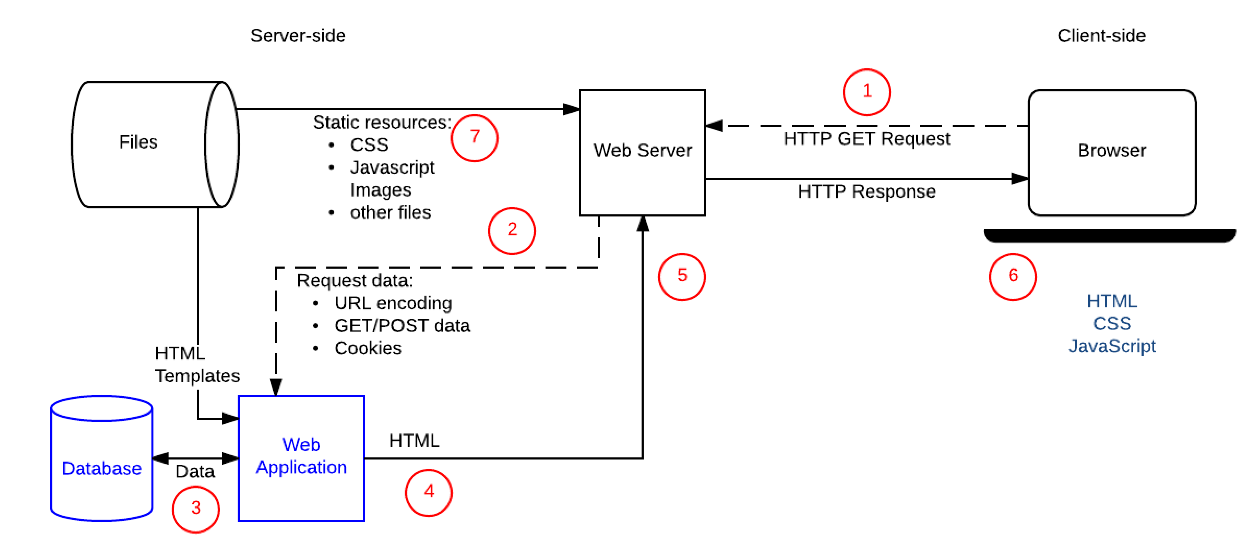 Server-side
Client-side
1
Files
Static resources:
• CSS
• Javascript
Images
• other files
7
Web Server
HTTP GET Request
HTTP Response
Browser
2
Request data:
• URL encoding
• GET/POST data
• Cookies
5
6
HTML
CSS
JavaScript
HTML
Templates
Database
Data
3
Web
Application
HTML
4